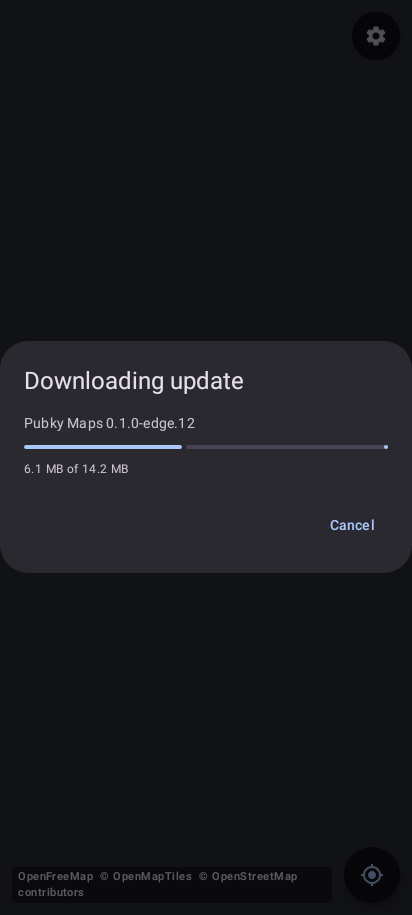 Downloading update
Pubky Maps 0.1.0-edge.12
6.1 MB of 14.2 MB
Cancel
OpenFreeMap © OpenMapTiles © OpenStreetMap
contributors